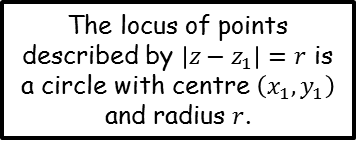 The locus of points
described by |𝑧 − 𝑧₁| = 𝑟 is
a circle with centre (𝑥₁, 𝑦₁)
and radius 𝑟.